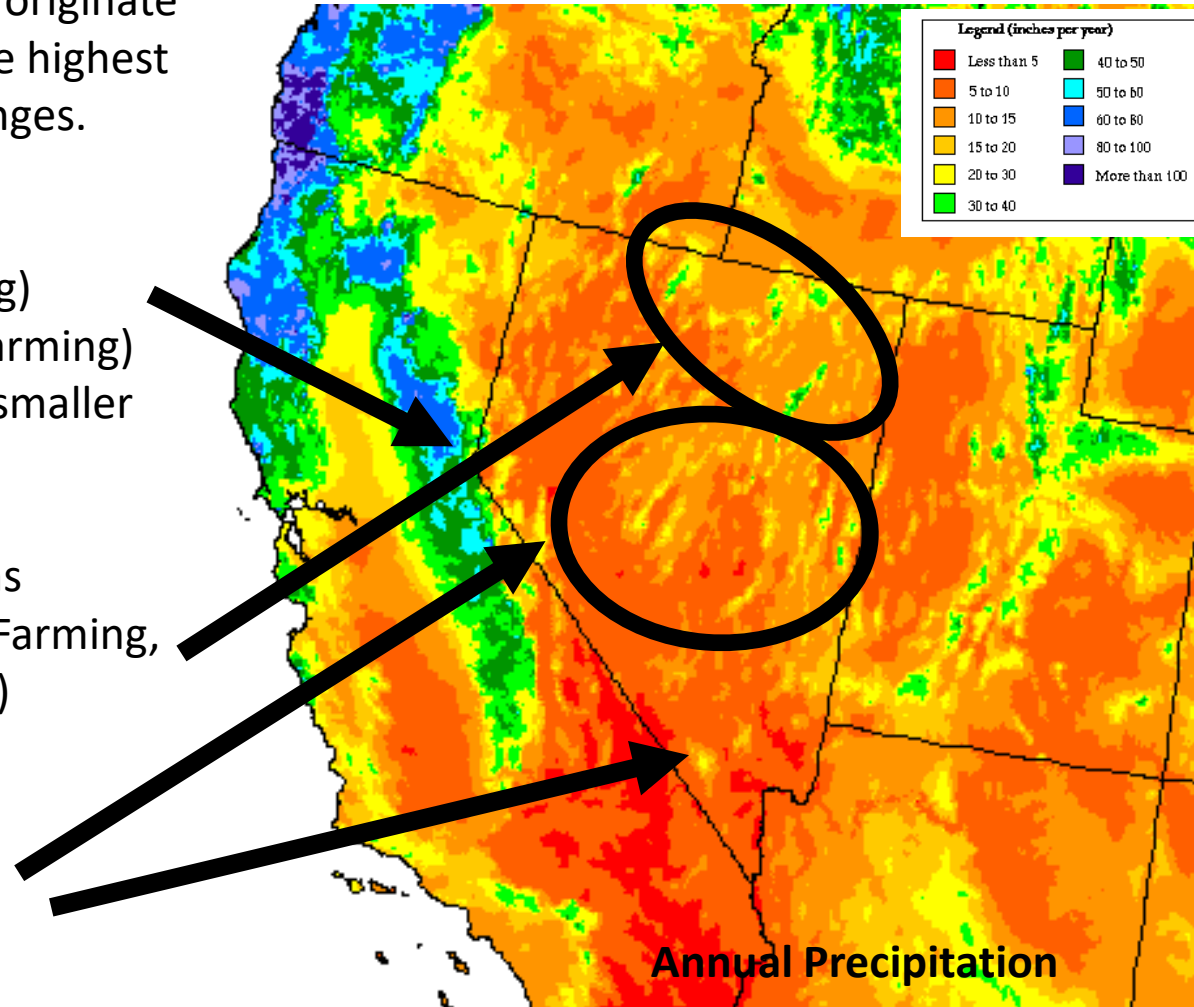 originate
e highest
nges.
g)
arming)
smaller
s
Farming,
)
Legend (inches per year)
Less than 5
5 to 10
10 to 15
15 to 20
20 to 30
30 to 40
40 to 50
50 to 60
60 to 80
80 to 100
More than 100
Annual Precipitation